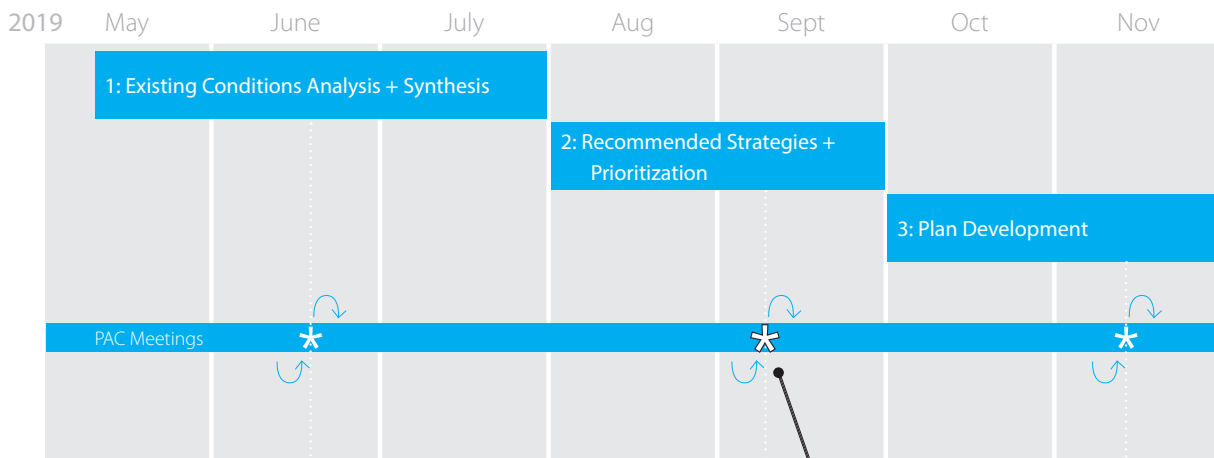 2019 May June July Aug Sept Oct Nov
1: Existing Conditions Analysis + Synthesis
2: Recommended Strategies +
Prioritization
3: Plan Development
PAC Meetings